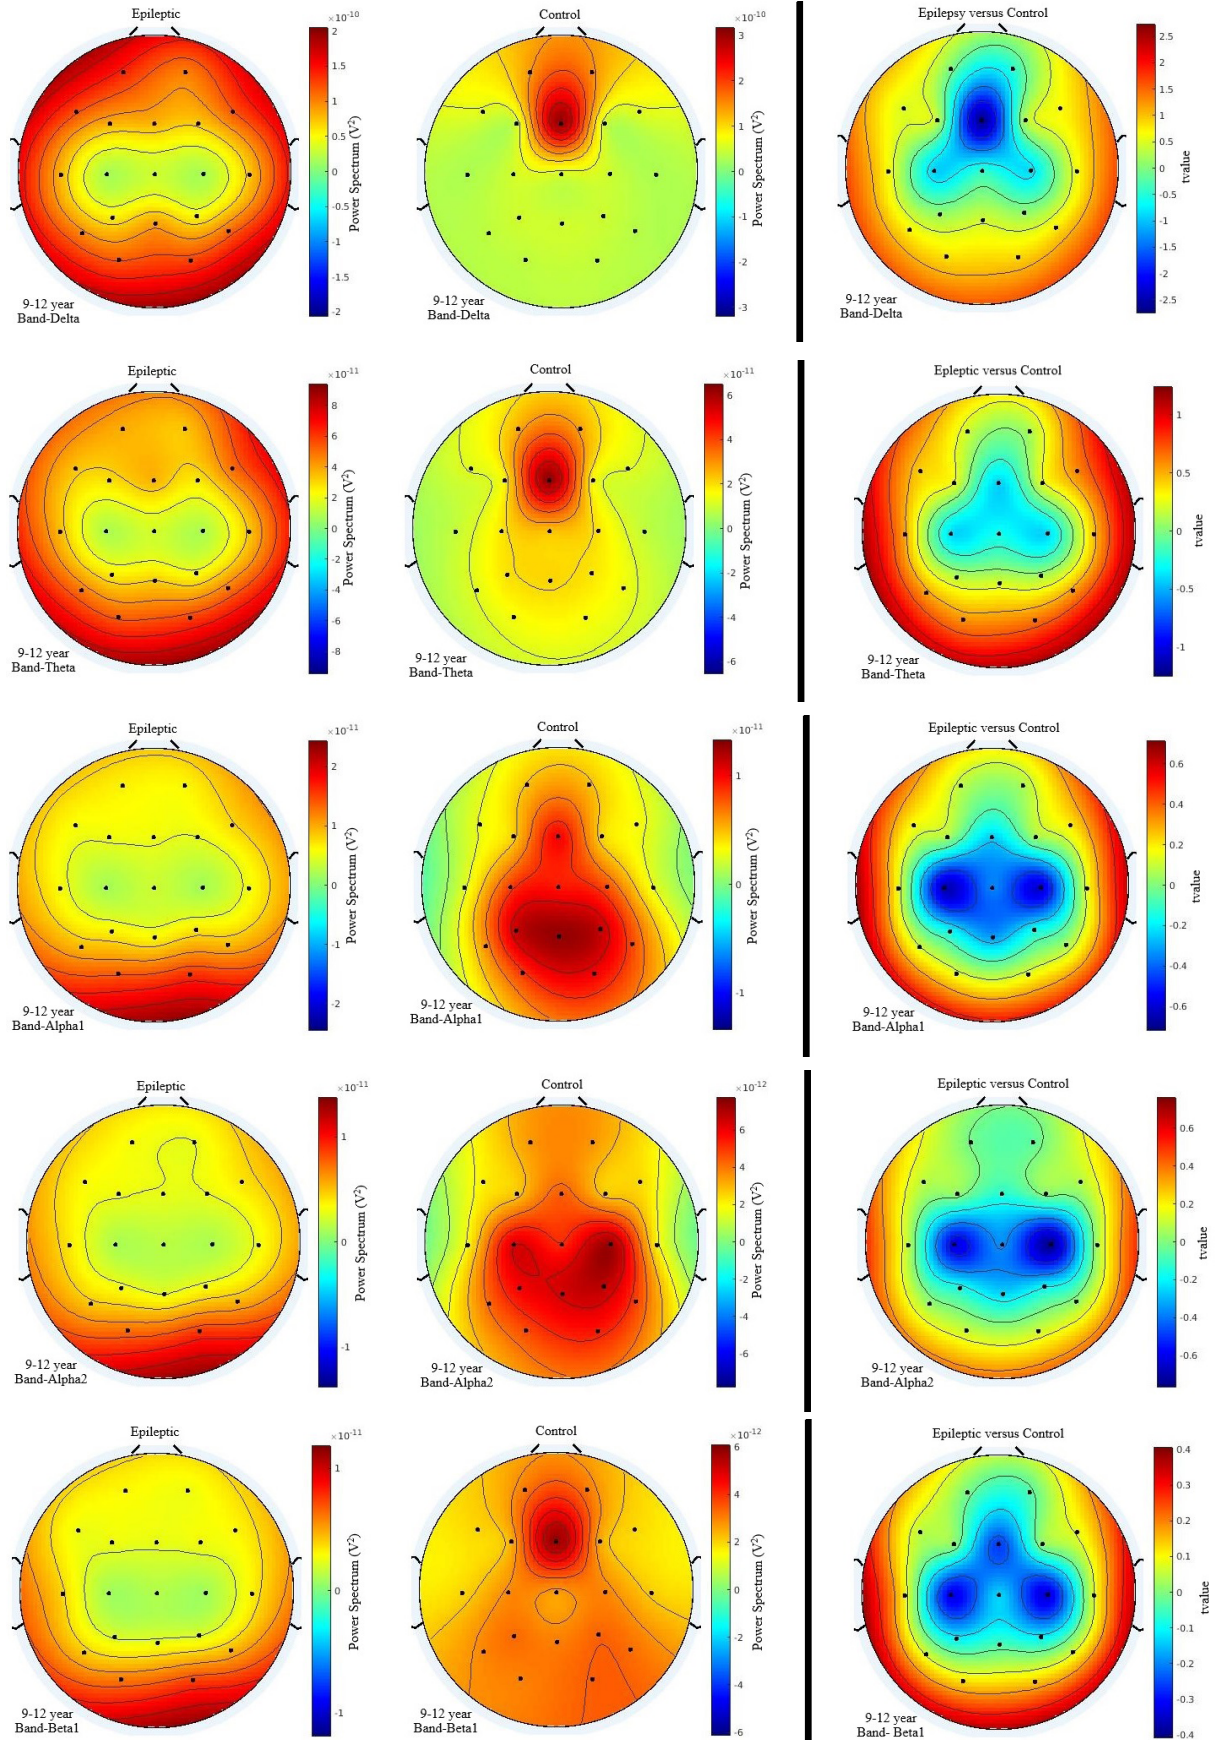 Epileptic
×10⁻¹⁰
2
1.5
1
0.5
0
-0.5
-1
-1.5
-2
Power Spectrum (V²)
9-12 year
Band-Delta
Control
×10⁻¹⁰
3
2
1
0
-1
-2
-3
Power Spectrum (V²)
9-12 year
Band-Delta
Epilepsy versus Control
2.5
2
1.5
1
0.5
0
-0.5
-1
-1.5
-2
-2.5
tvalue
9-12 year
Band-Delta
Epileptic
×10⁻¹¹
8
6
4
2
0
-2
-4
-6
-8
Power Spectrum (V²)
9-12 year
Band-Theta
Control
×10⁻¹¹
6
4
2
0
-2
-4
-6
Power Spectrum (V²)
9-12 year
Band-Theta
Epleptic versus Control
1
0.5
0
-0.5
-1
tvalue
9-12 year
Band-Theta
Epileptic
×10⁻¹¹
2
1
0
-1
-2
Power Spectrum (V²)
9-12 year
Band-Alpha1
Control
×10⁻¹¹
1
0
-1
Power Spectrum (V²)
9-12 year
Band-Alpha1
Epileptic versus Control
0.6
0.4
0.2
0
-0.2
-0.4
-0.6
tvalue
9-12 year
Band-Alpha1
Epileptic
×10⁻¹¹
1
0
-1
Power Spectrum (V²)
9-12 year
Band-Alpha2
Control
×10⁻¹²
6
4
2
0
-2
-4
-6
Power Spectrum (V²)
9-12 year
Band-Alpha2
Epileptic versus Control
0.6
0.4
0.2
0
-0.2
-0.4
-0.6
tvalue
9-12 year
Band-Alpha2
Epileptic
×10⁻¹¹
1
0
-1
Power Spectrum (V²)
9-12 year
Band-Beta1
Control
×10⁻¹²
6
4
2
0
-2
-4
-6
Power Spectrum (V²)
9-12 year
Band-Beta1
Epileptic versus Control
0.4
0.3
0.2
0.1
0
-0.1
-0.2
-0.3
-0.4
tvalue
9-12 year
Band- Beta1